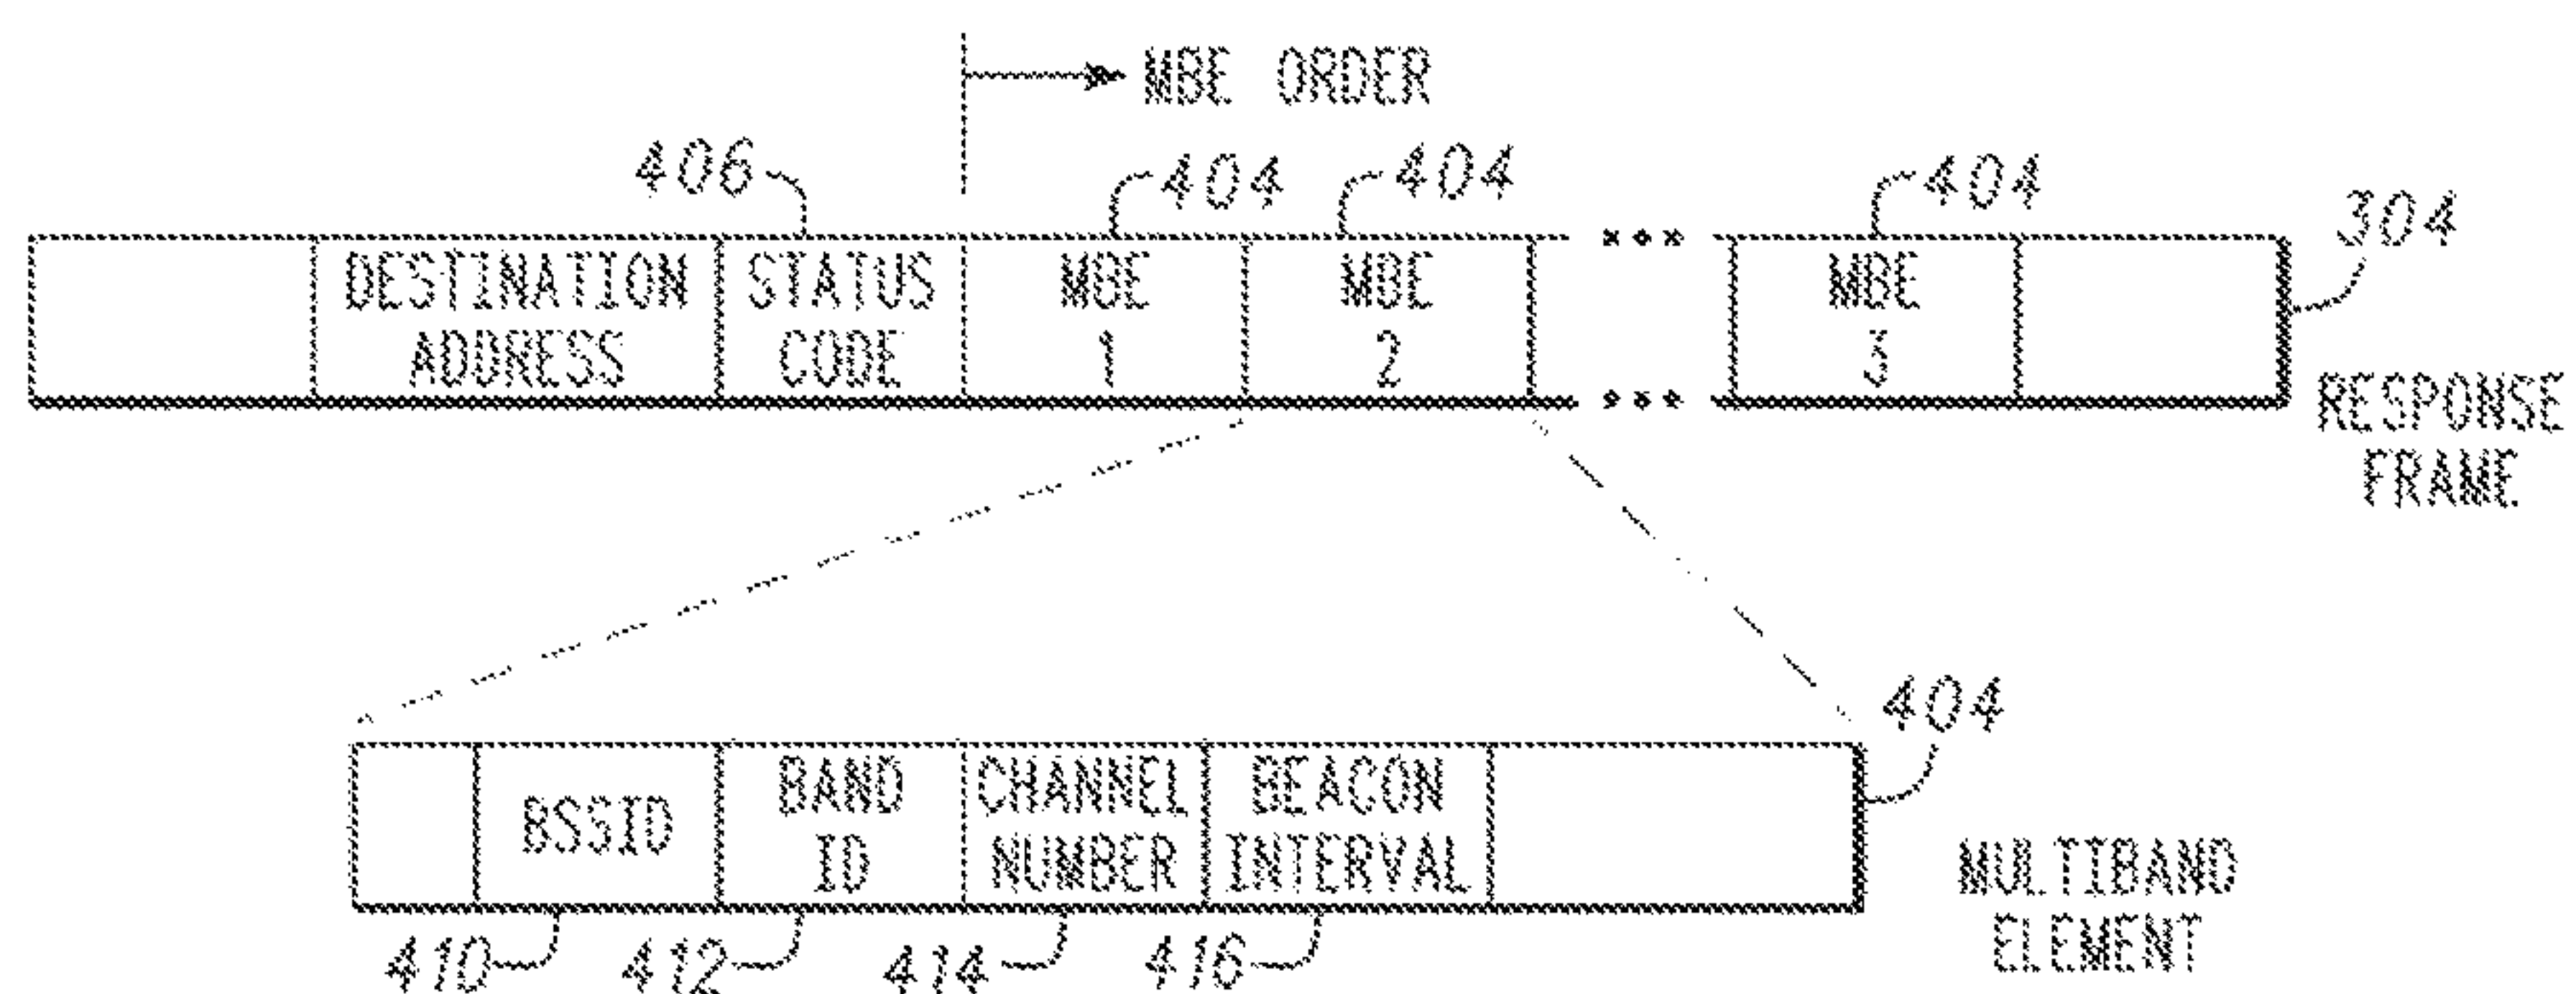 MBE ORDER
406
404
404
404
304
DESTINATION
ADDRESS
STATUS
CODE
MBE
1
MBE
2
MBE
3
RESPONSE
FRAME
404
BSSID
BAND
ID
CHANNEL
NUMBER
BEACON
INTERVAL
MULTIBAND
ELEMENT
410
412
414
416